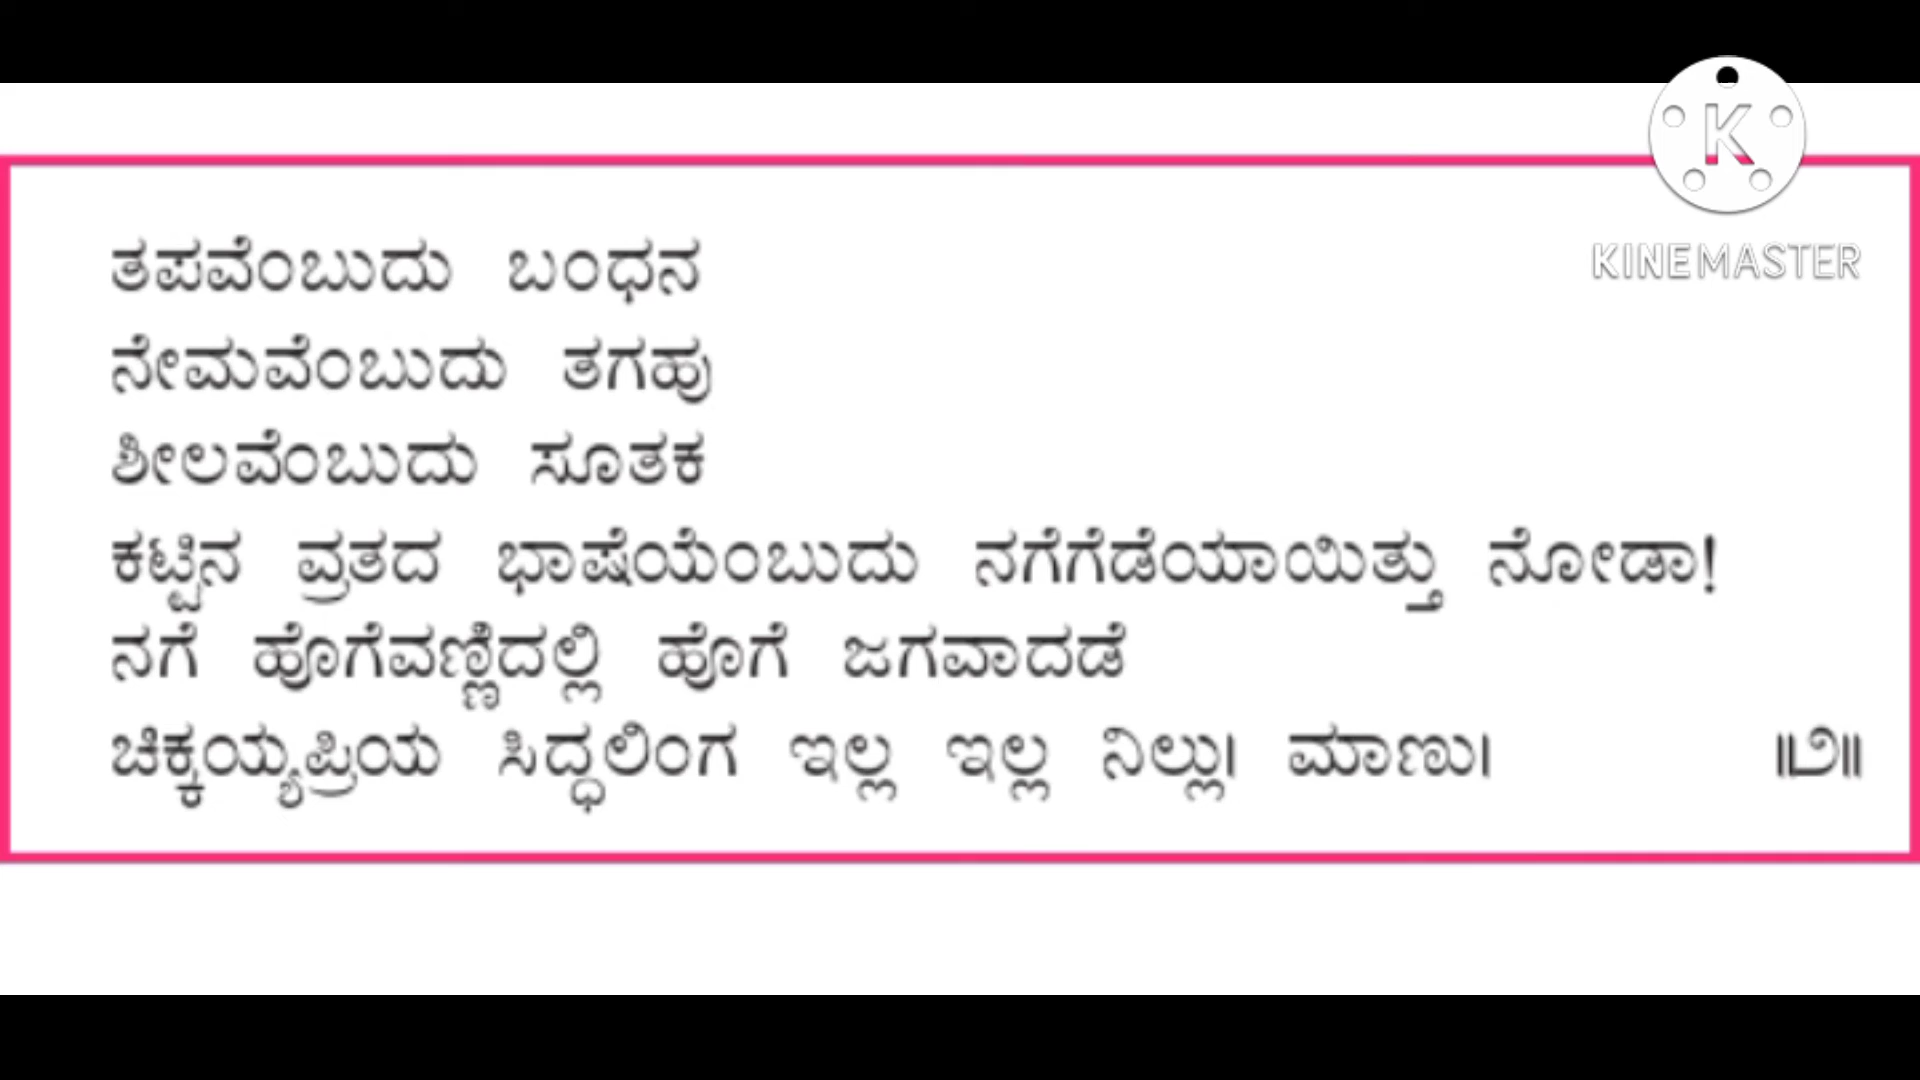 KINEMASTER
ತಪವೆಂಬುದು ಬಂಧನ
ನೇಮವೆಂಬುದು ತಗಹು
ಶೀಲವೆಂಬುದು ಸೂತಕ
ಕಟ್ಟಿನ ವ್ರತದ ಭಾಷೆಯೆಂಬುದು ನಗೆಗೆಡೆಯಾಯಿತ್ತು ನೋಡಾ!
ನಗೆ ಹೊಗೆವಣ್ಣಿದಲ್ಲಿ ಹೊಗೆ ಜಗವಾದಡೆ
ಚಿಕ್ಕಯ್ಯಪ್ರಿಯ ಸಿದ್ಧಲಿಂಗ ಇಲ್ಲ ಇಲ್ಲ ನಿಲ್ಲು। ಮಾಣು। ॥೨॥